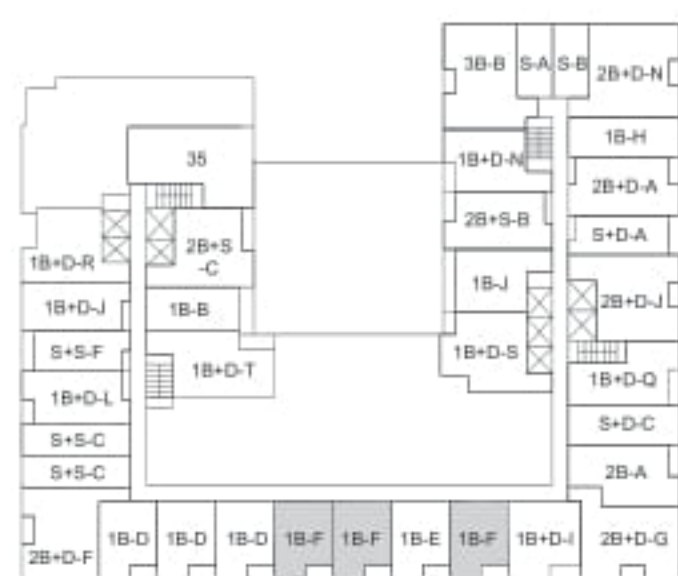 3B-B
S-A
S-B
2B+D-N
1B-H
35
1B+D-N
2B+D-A
2B+S-B
S+D-A
2B+S
-C
1B+D-R
1B-J
2B+D-J
1B+D-J
1B-B
S+S-F
1B+D-S
1B+D-T
1B+D-Q
1B+D-L
S+D-C
S+S-C
2B-A
S+S-C
2B+D-F
1B-D
1B-D
1B-D
1B-F
1B-F
1B-E
1B-F
1B+D-I
2B+D-G